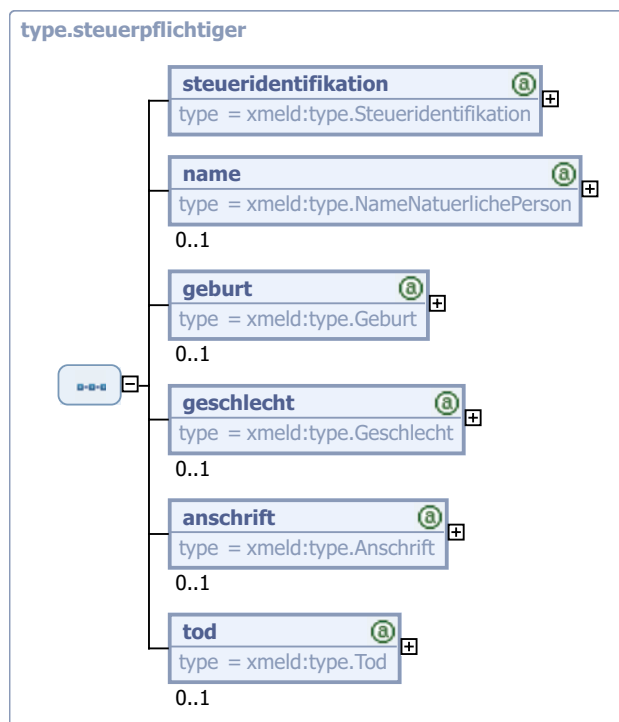 type.steuerpflichtiger
steueridentifikation
type = xmeld:type.Steueridentifikation
name
type = xmeld:type.NameNatuerlichePerson
0..1
geburt
type = xmeld:type.Geburt
0..1
geschlecht
type = xmeld:type.Geschlecht
0..1
anschrift
type = xmeld:type.Anschrift
0..1
tod
type = xmeld:type.Tod
0..1